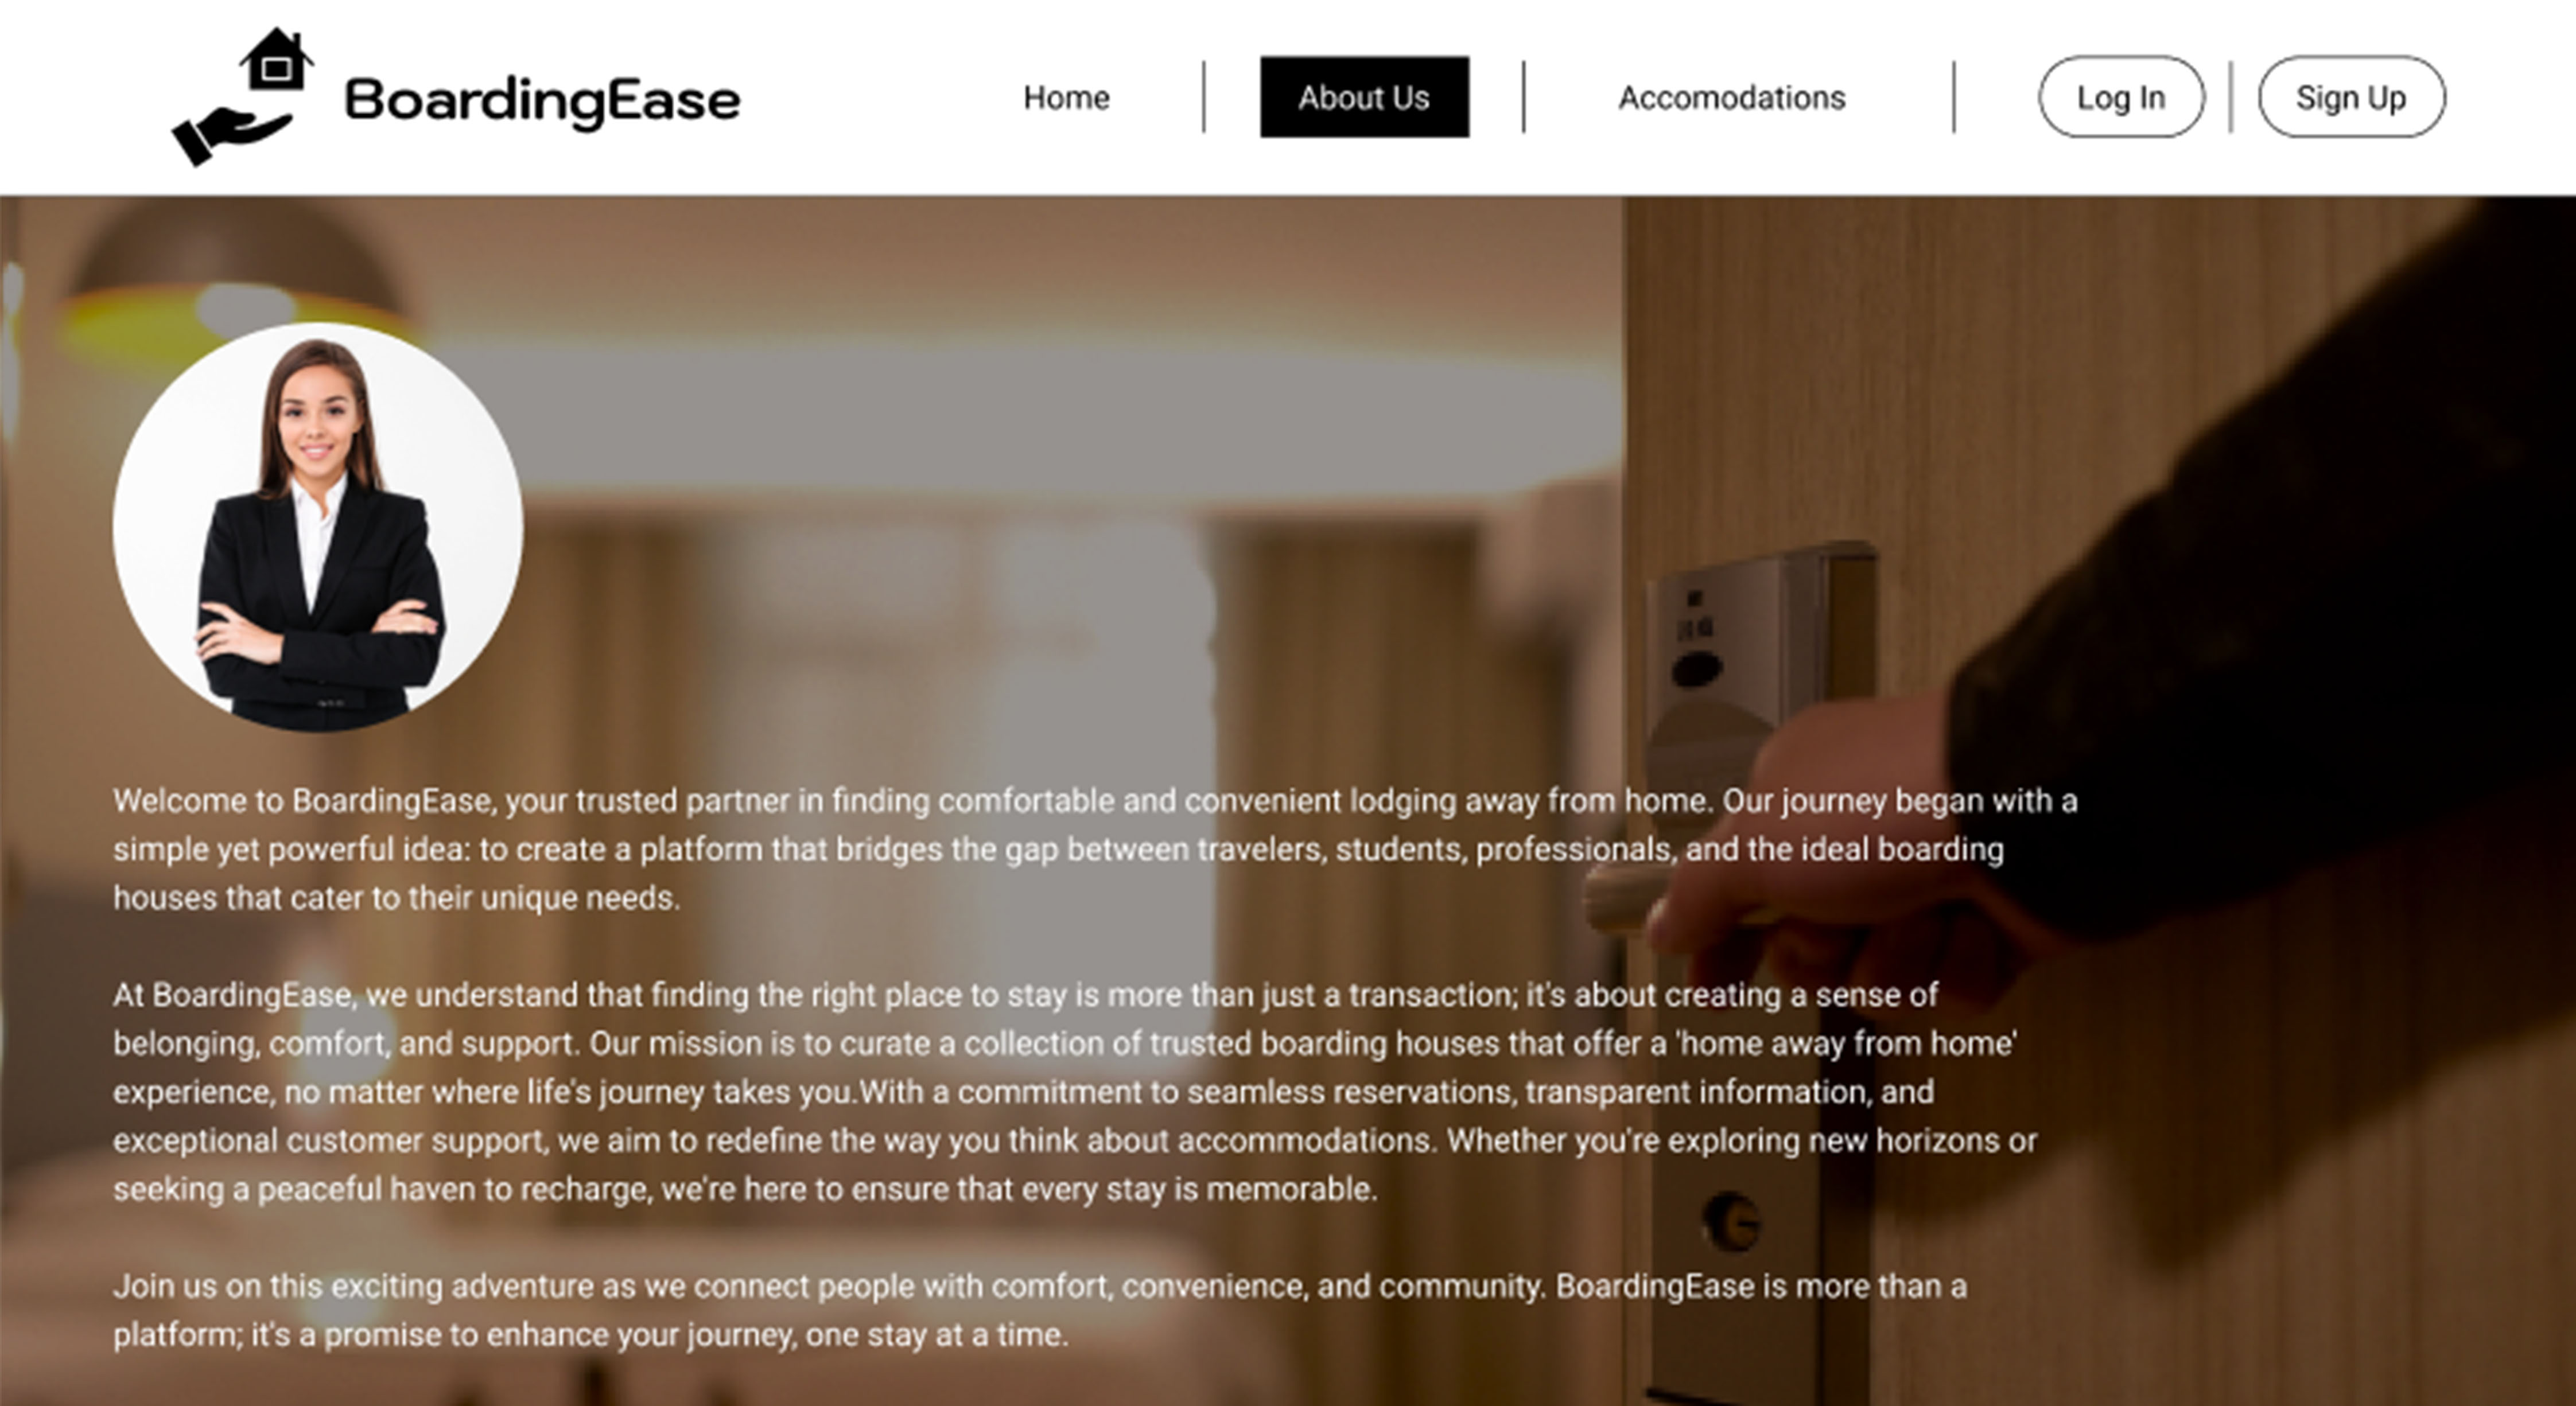 BoardingEase
Home
About Us
Accomodations
Log In
Sign Up
Welcome to BoardingEase, your trusted partner in finding comfortable and convenient lodging away from home. Our journey began with a
simple yet powerful idea: to create a platform that bridges the gap between travelers, students, professionals, and the ideal boarding
houses that cater to their unique needs.
At BoardingEase, we understand that finding the right place to stay is more than just a transaction; it's about creating a sense of
belonging, comfort, and support. Our mission is to curate a collection of trusted boarding houses that offer a 'home away from home'
experience, no matter where life's journey takes you.With a commitment to seamless reservations, transparent information, and
exceptional customer support, we aim to redefine the way you think about accommodations. Whether you're exploring new horizons or
seeking a peaceful haven to recharge, we're here to ensure that every stay is memorable.
Join us on this exciting adventure as we connect people with comfort, convenience, and community. BoardingEase is more than a
platform; it's a promise to enhance your journey, one stay at a time.